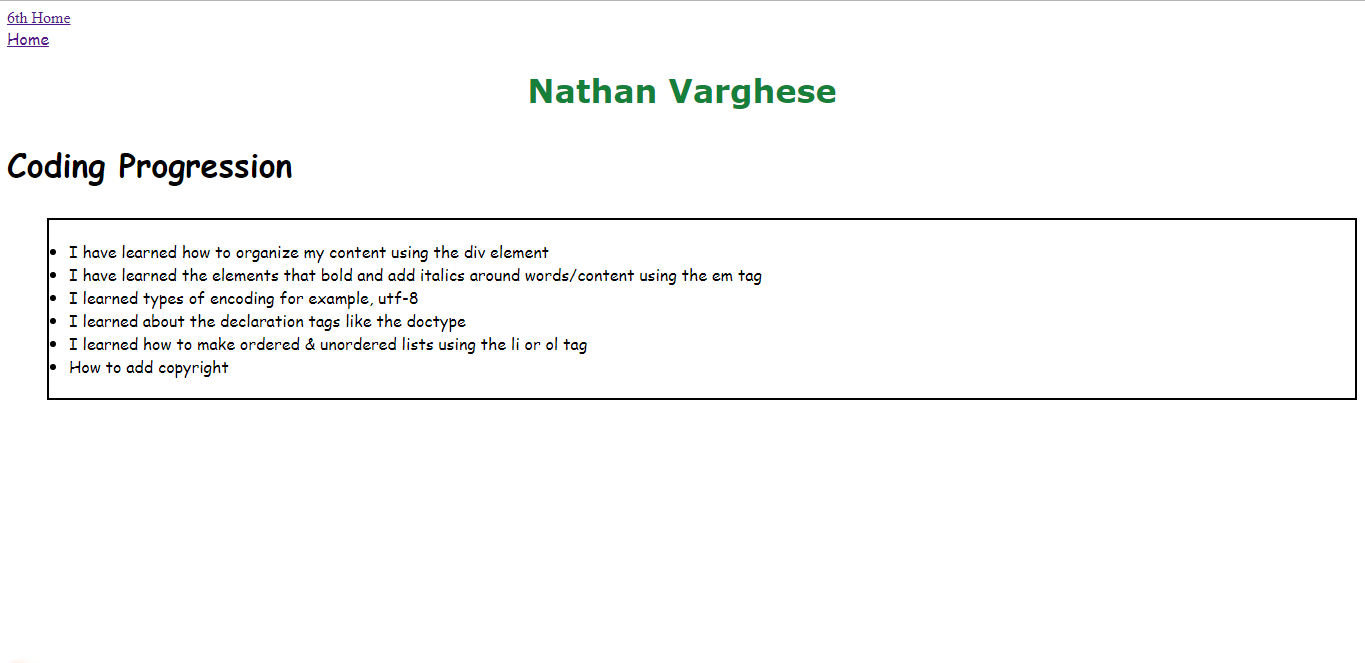 6th Home
Home
Nathan Varghese
Coding Progression
I have learned how to organize my content using the div element
I have learned the elements that bold and add italics around words/content using the em tag
I learned types of encoding for example, utf-8
I learned about the declaration tags like the doctype
I learned how to make ordered & unordered lists using the li or ol tag
How to add copyright